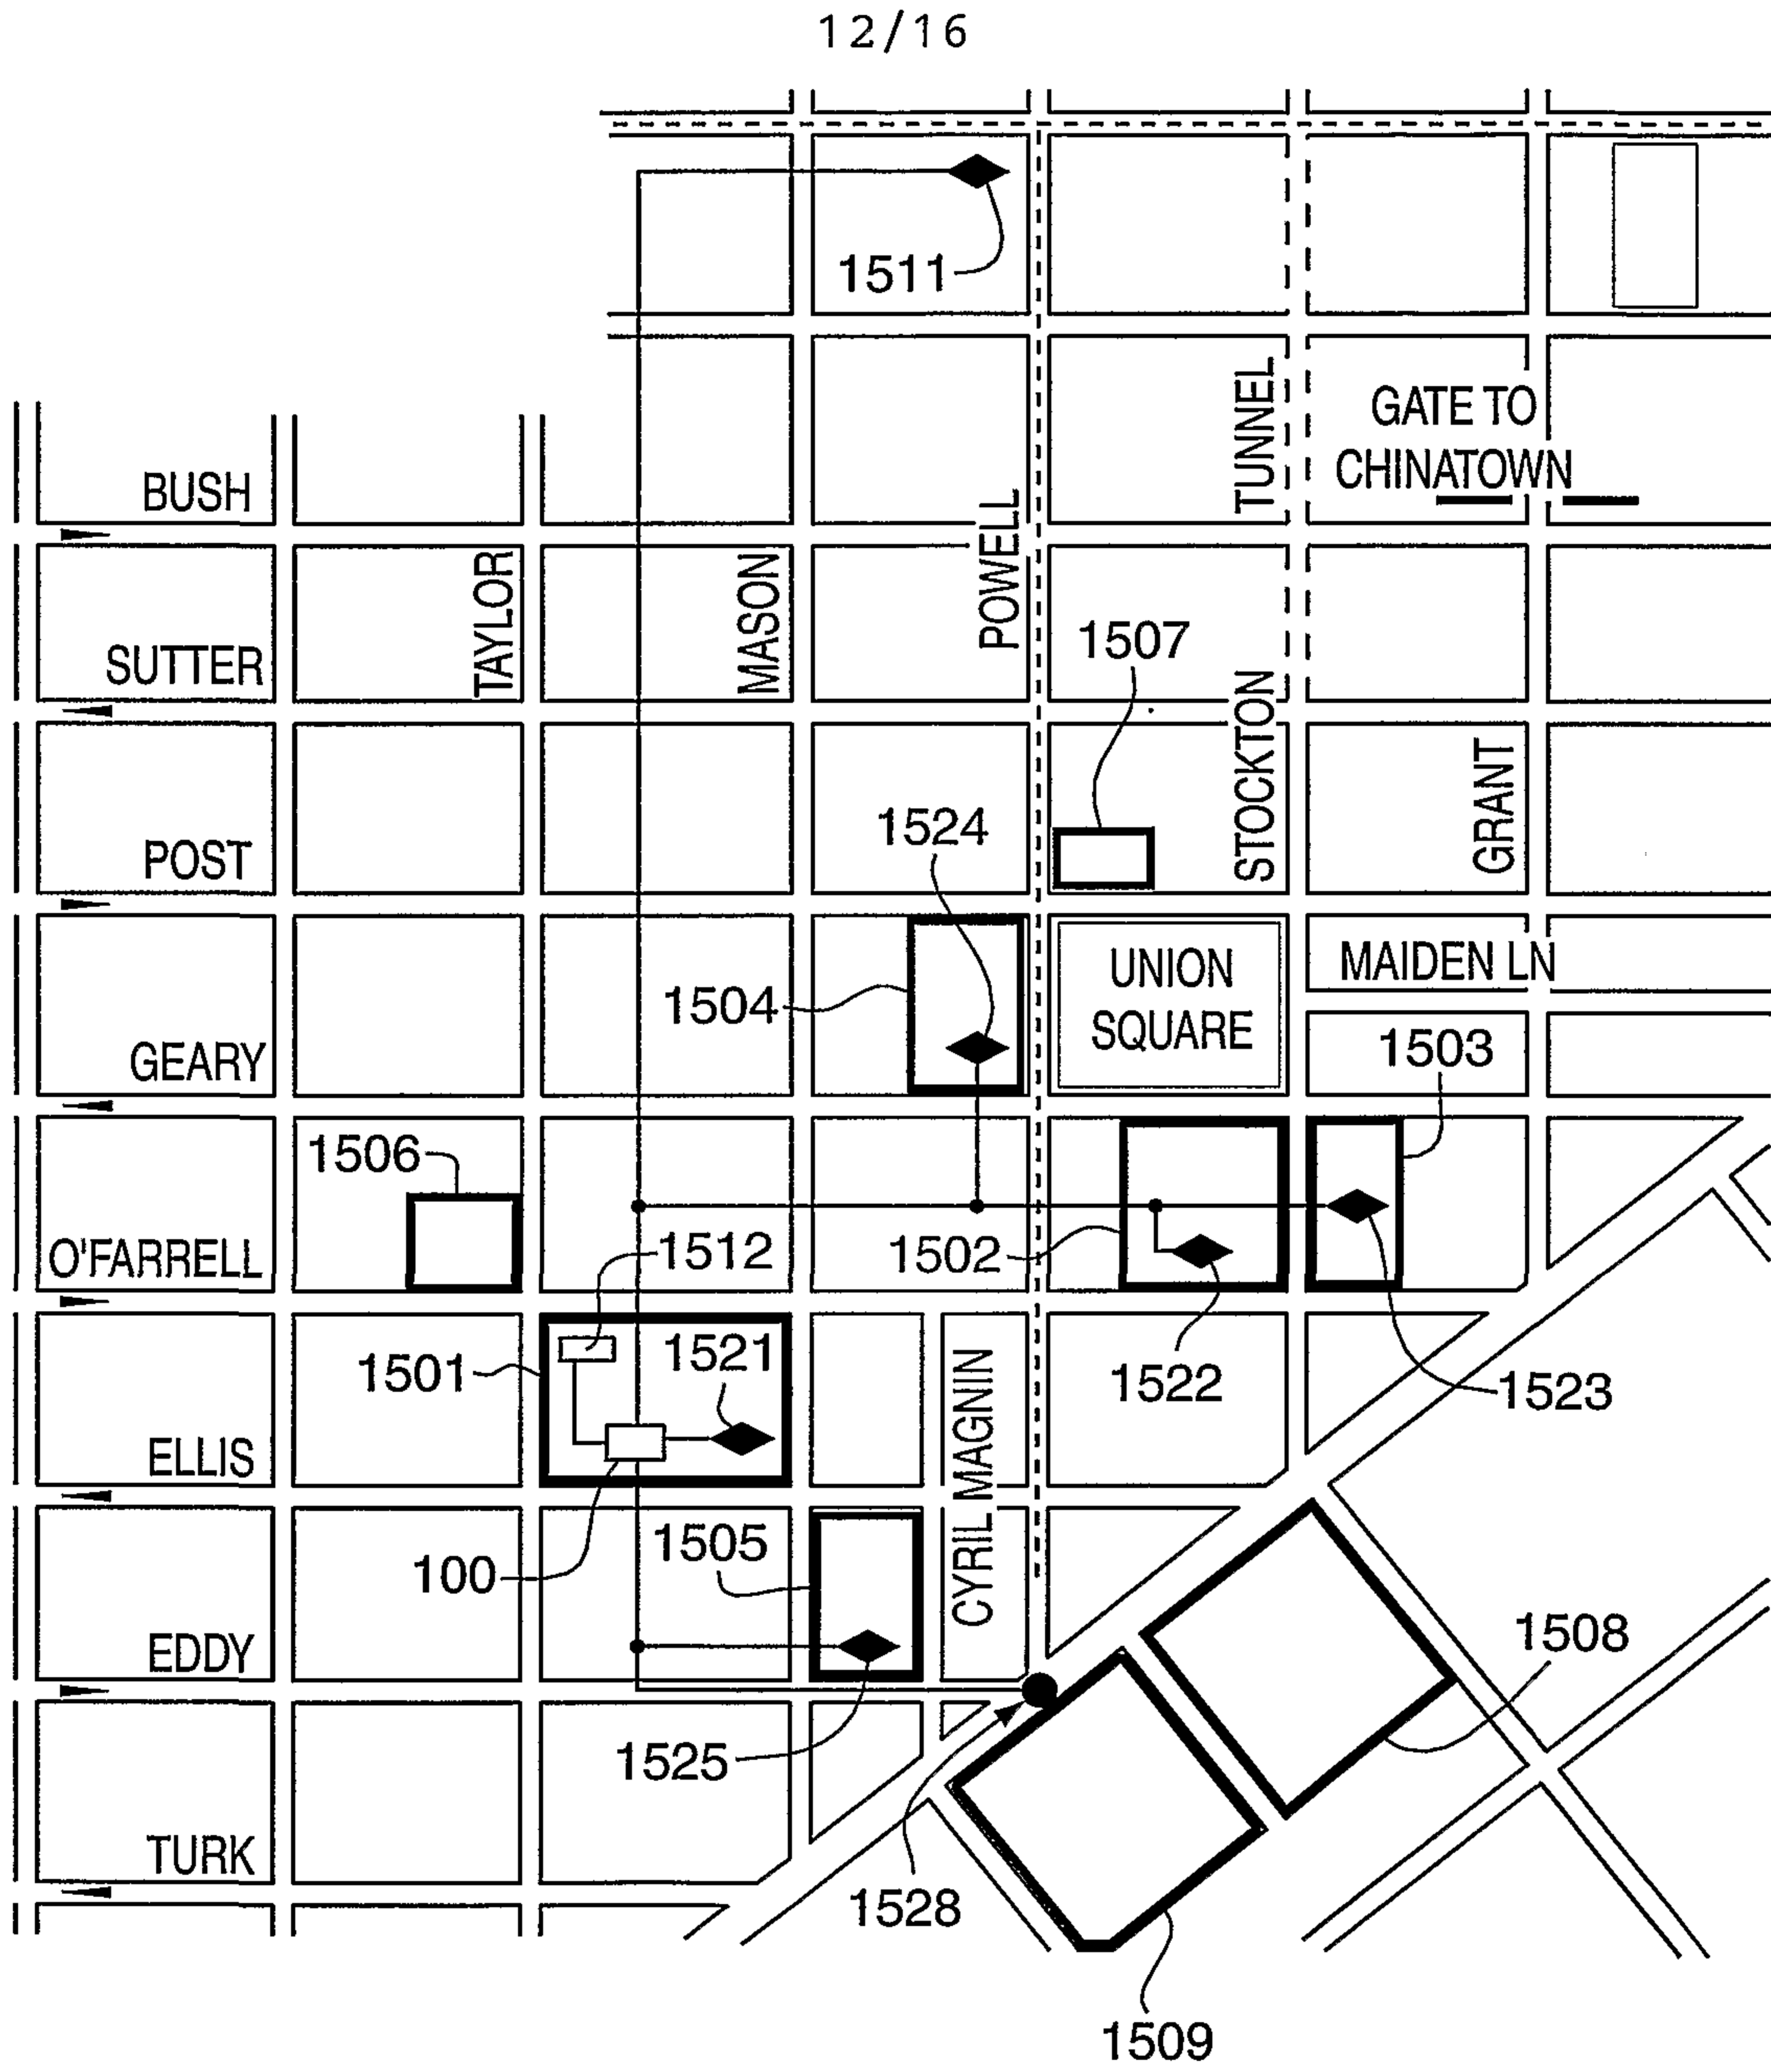 12/16
1511
GATE TO
CHINATOWN
TUNNEL
BUSH
POWELL
TAYLOR
MASON
1507
SUTTER
STOCKTON
GRANT
1524
POST
UNION
SQUARE
MAIDEN LN
1504
1503
GEARY
1506
1512
1502
O'FARRELL
1521
1501
1522
1523
CYRIL MAGNIN
ELLIS
1505
100
1508
EDDY
1525
TURK
1528
1509